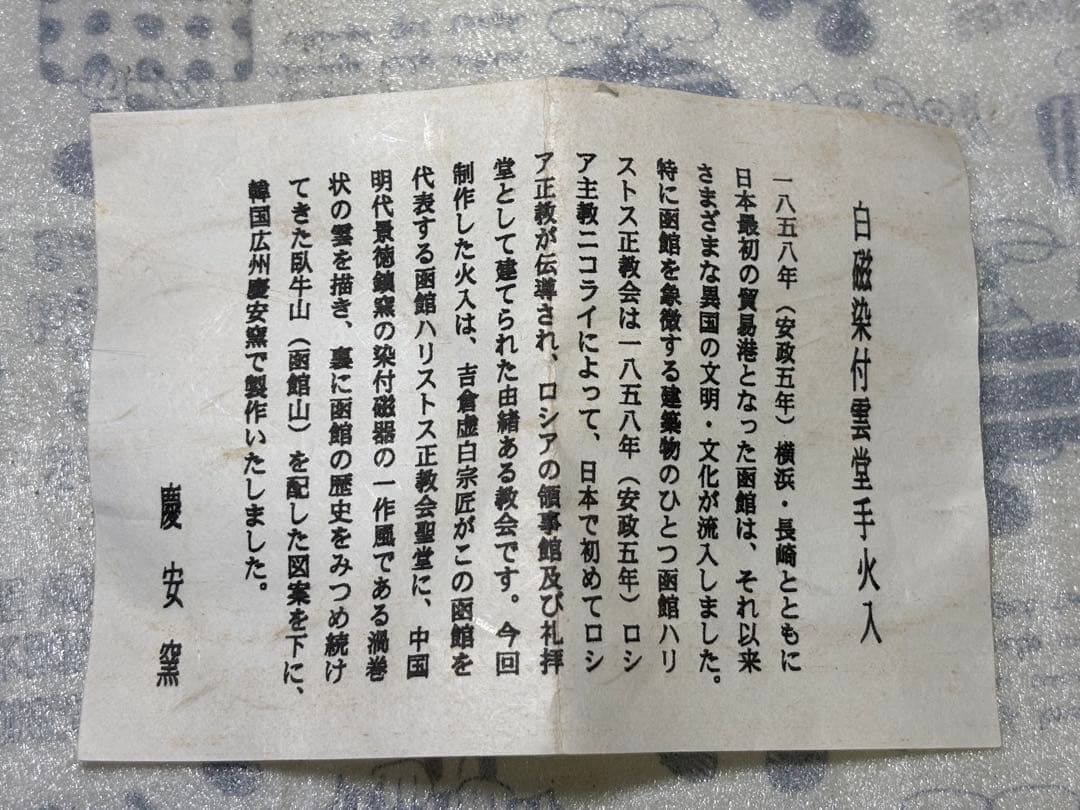 白磁染付雲堂手火入
一八五八年（安政五年）横浜・長崎とともに
日本最初の貿易港となった函館は、それ以来
さまざまな異国の文明・文化が流入しました。
特に函館を象徴する建築物のひとつ函館ハリ
ストス正教会は一八五八年（安政五年）ロシ
ア主教ニコライによって、日本で初めてロシ
ア正教が伝導され、ロシアの領事館及び礼拝
堂として建てられた由緒ある教会です。今回
制作した火入は、吉倉虚白宗匠がこの函館を
代表する函館ハリストス正教会聖堂に、中国
明代景徳鎮窯の染付磁器の一作風である渦巻
状の雲を描き、裏に函館の歴史をみつめ続け
てきた臥牛山（函館山）を配した図案を下に、
韓国広州慶安窯で製作いたしました。
慶安窯